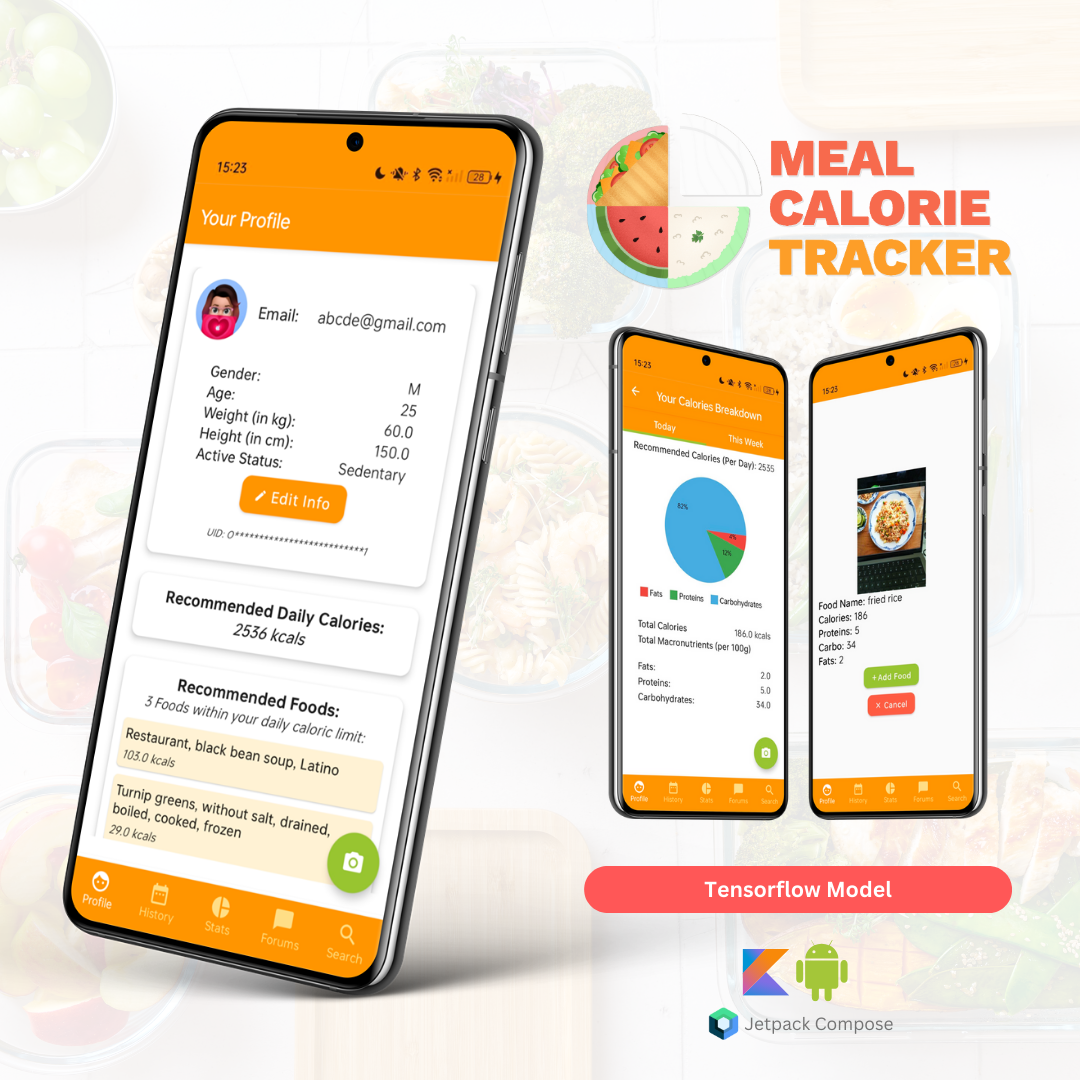 15:23
28
Your Profile
Email: abcde@gmail.com
Gender: M
Age: 25
Weight (in kg): 60.0
Height (in cm): 150.0
Active Status: Sedentary
Edit Info
UID: O**************************1
Recommended Daily Calories:
2536 kcals
Recommended Foods:
3 Foods within your daily caloric limit:
Restaurant, black bean soup, Latino
103.0 kcals
Turnip greens, without salt, drained,
boiled, cooked, frozen
29.0 kcals
Profile History Stats Forums Search
MEAL
CALORIE
TRACKER
15:23
Your Calories Breakdown
Today This Week
Recommended Calories (Per Day): 2535
82%
4%
12%
Fats Proteins Carbohydrates
Total Calories 186.0 kcals
Total Macronutrients (per 100g)
Fats: 2.0
Proteins: 5.0
Carbohydrates: 34.0
Profile History Stats Forums Search
15:23
Food Name: fried rice
Calories: 186
Proteins: 5
Carbo: 34
Fats: 2
+ Add Food
× Cancel
Profile History Stats Forums Search
Tensorflow Model
Jetpack Compose